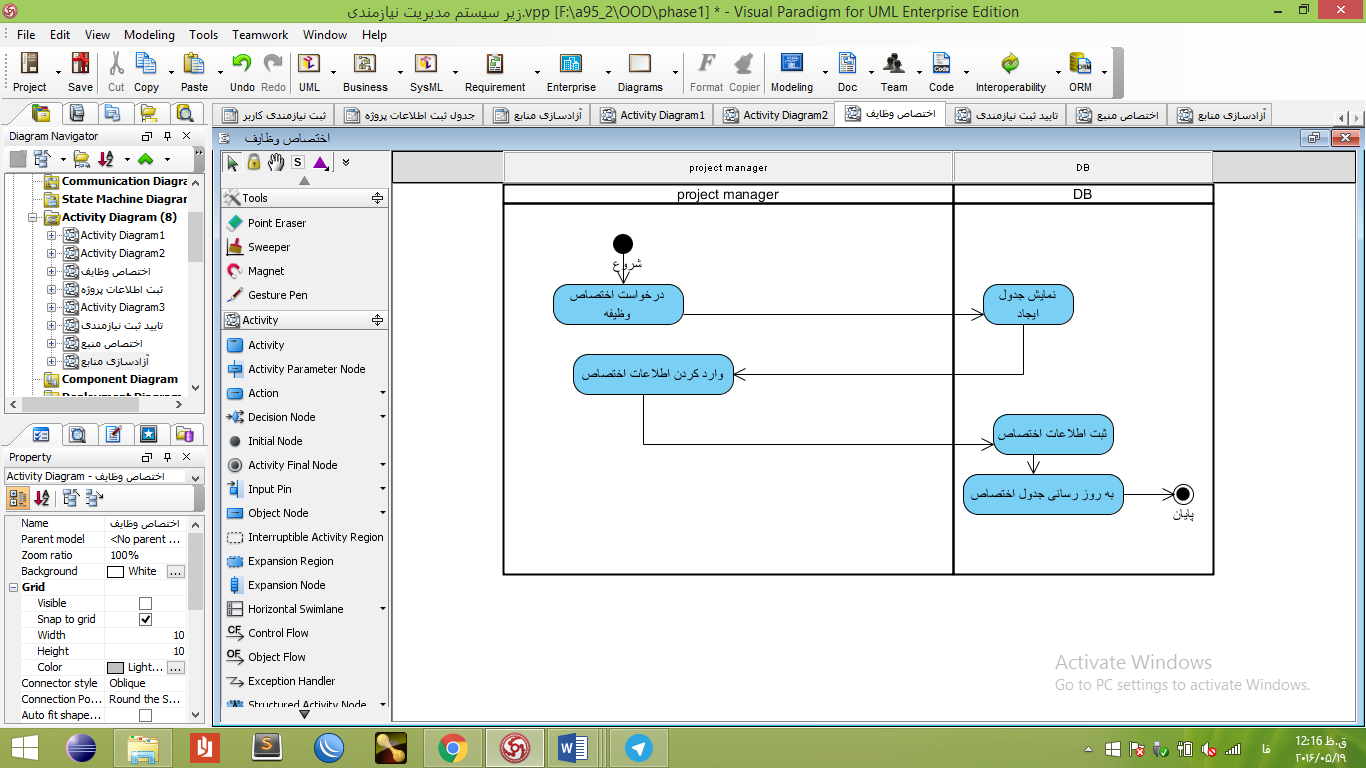 زیر سیستم مدیریت نیازمندی.vpp [F:\a95_2\OOD\phase1] * - Visual Paradigm for UML Enterprise Edition
File Edit View Modeling Tools Teamwork Window Help
Project Save Cut Copy Paste Undo Redo UML Business SysML Requirement Enterprise Diagrams Format Copier Modeling Doc Team Code Interoperability ORM
ثبت نیازمندی کاربر جدول ثبت اطلاعات پروژه آزادسازی منابع Activity Diagram1 Activity Diagram2 اختصاص وظایف تایید ثبت نیازمندی اختصاص منبع آزادسازی منابع
Diagram Navigator
Communication Diagra
State Machine Diagrar
Activity Diagram (8)
Activity Diagram1
Activity Diagram2
اختصاص وظایف
ثبت اطلاعات پروژه
Activity Diagram3
تایید ثبت نیازمندی
اختصاص منبع
آزادسازی منابع
Component Diagram
Property
Activity Diagram - اختصاص وظایف
Name اختصاص وظایف
Parent model <No parent ...
Zoom ratio 100%
Background White ...
Grid
Visible
Snap to grid
Width 10
Height 10
Color Light... ...
Connector style Oblique
Connection Po... Round the S...
Auto fit shape...
اختصاص وظایف
S
Tools
Point Eraser
Sweeper
Magnet
Gesture Pen
Activity
Activity
Activity Parameter Node
Action
Decision Node
Initial Node
Activity Final Node
Input Pin
Object Node
Interruptible Activity Region
Expansion Region
Expansion Node
Horizontal Swimlane
CF Control Flow
OF Object Flow
Exception Handler
Structured Activity Node
project manager DB
project manager DB
شروع
درخواست اختصاص
وظیفه
نمایش جدول
ایجاد
وارد کردن اطلاعات اختصاص
ثبت اطلاعات اختصاص
به روز رسانی جدول اختصاص
پایان
Activate Windows
Go to PC settings to activate Windows.
فا
12:16 ق.ظ
۲۰۱۶/۰۵/۱۹